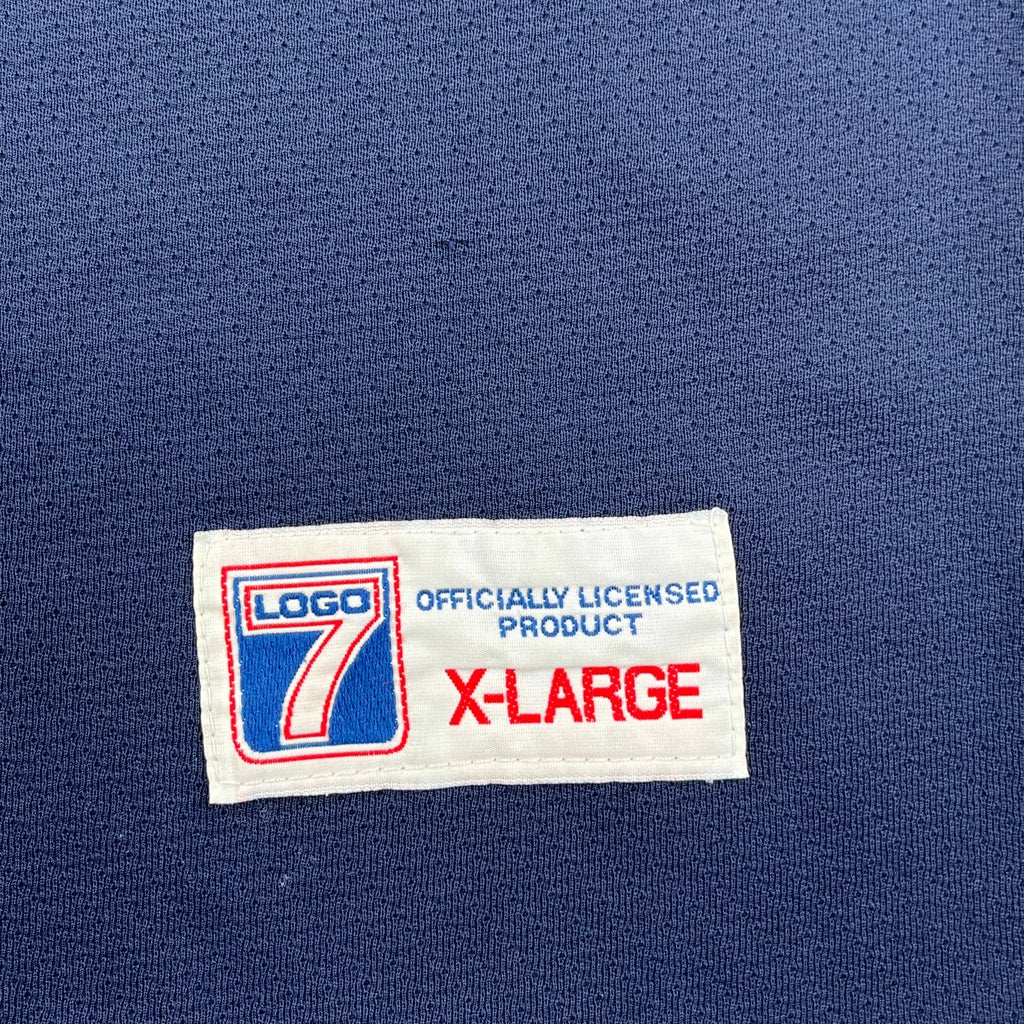 LOGO
7
OFFICIALLY LICENSED
PRODUCT
X-LARGE